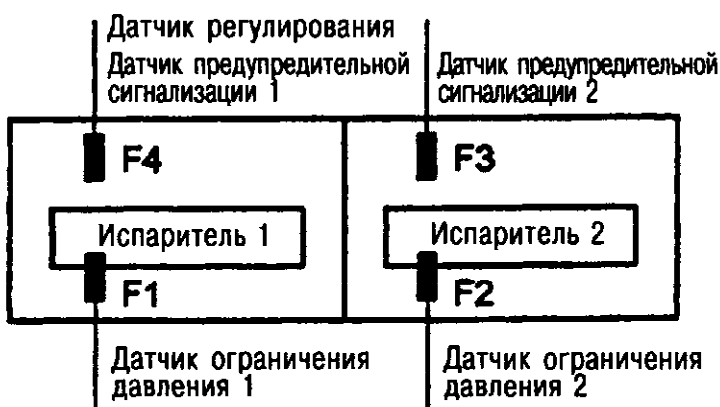 Датчик регулирования
Датчик предупредительной
сигнализации 1
Датчик предупредительной
сигнализации 2
F4
F3
Испаритель 1
Испаритель 2
F1
F2
Датчик ограничения
давления 1
Датчик ограничения
давления 2